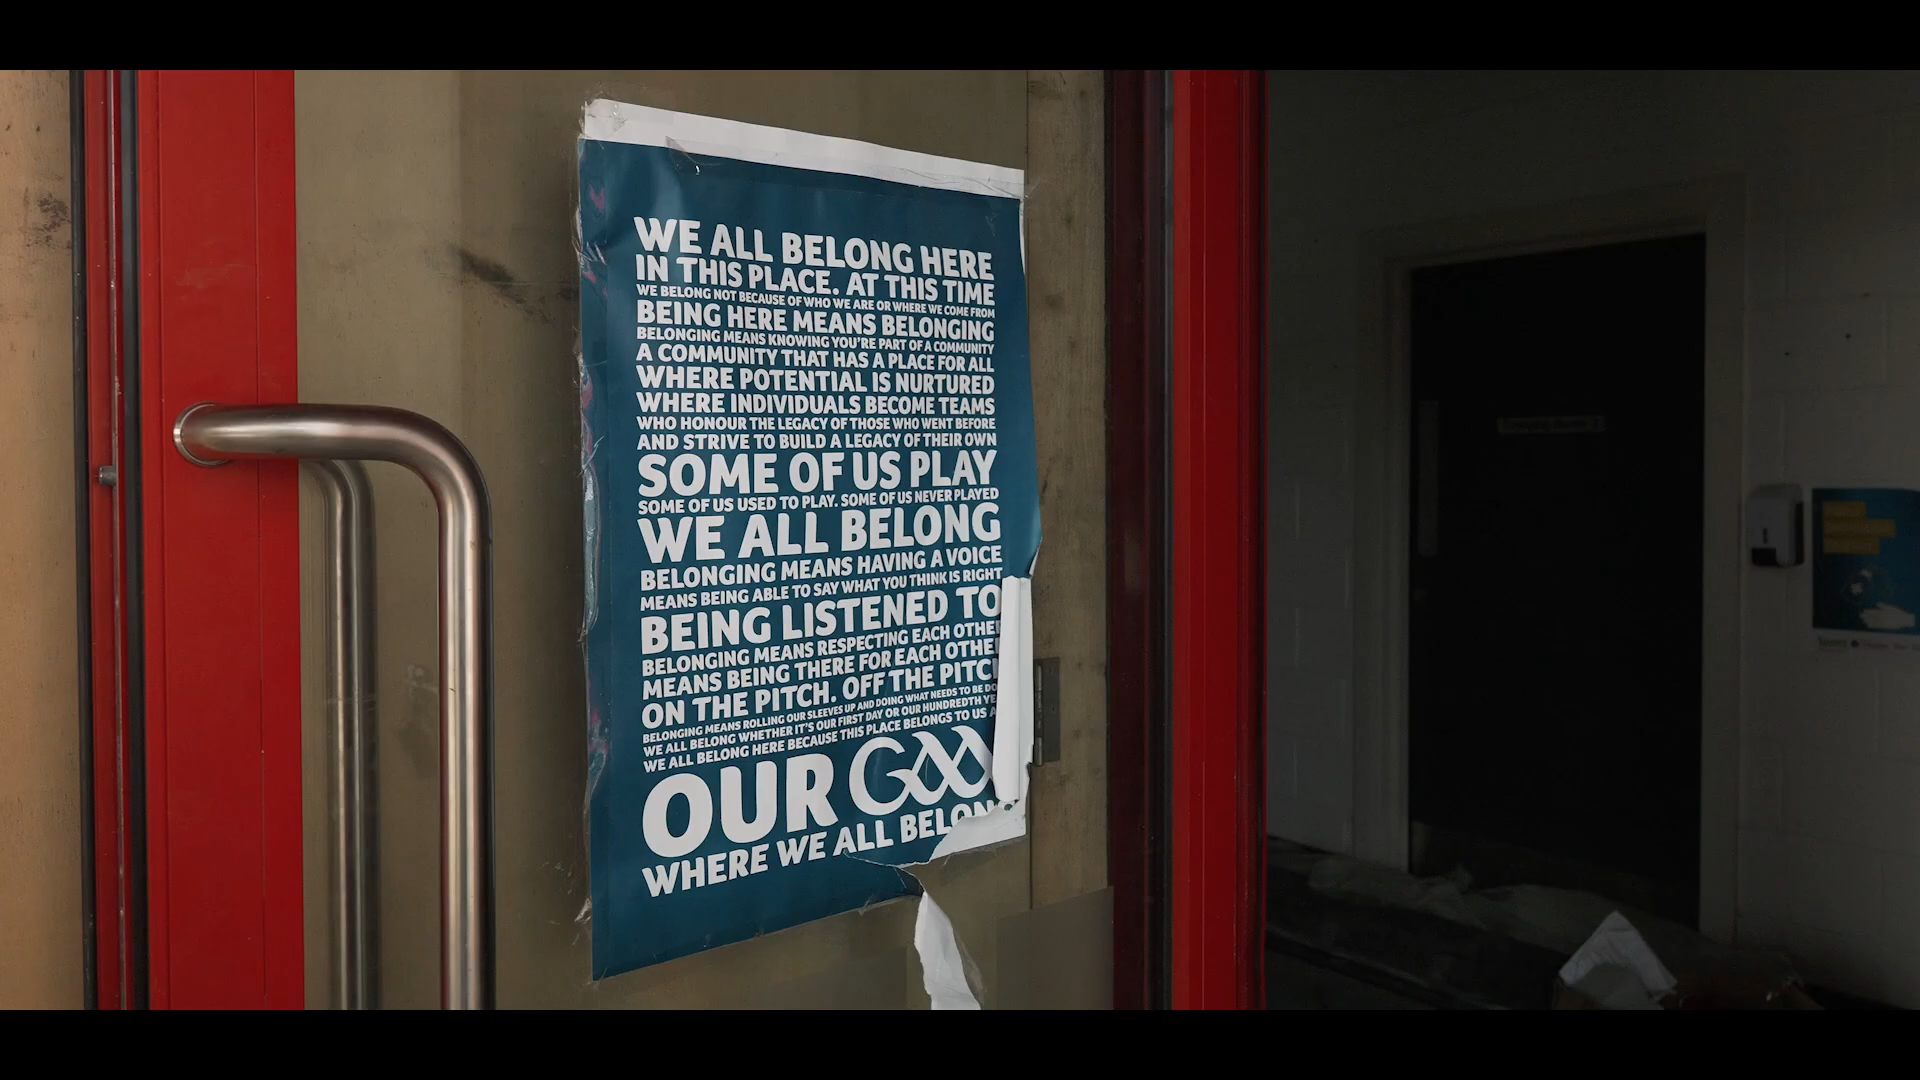 WE ALL BELONG HERE
IN THIS PLACE. AT THIS TIME
WE BELONG NOT BECAUSE OF WHO WE ARE OR WHERE WE COME FROM
BEING HERE MEANS BELONGING
BELONGING MEANS KNOWING YOU'RE PART OF A COMMUNITY
A COMMUNITY THAT HAS A PLACE FOR ALL
WHERE POTENTIAL IS NURTURED
WHERE INDIVIDUALS BECOME TEAMS
WHO HONOUR THE LEGACY OF THOSE WHO WENT BEFORE
AND STRIVE TO BUILD A LEGACY OF THEIR OWN
SOME OF US PLAY
SOME OF US USED TO PLAY. SOME OF US NEVER PLAYED
WE ALL BELONG
BELONGING MEANS HAVING A VOICE
MEANS BEING ABLE TO SAY WHAT YOU THINK IS RIGHT
BEING LISTENED TO
BELONGING MEANS RESPECTING EACH OTHE
MEANS BEING THERE FOR EACH OTHE
ON THE PITCH. OFF THE PITC
BELONGING MEANS ROLLING OUR SLEEVES UP AND DOING WHAT NEEDS TO BE DO
WE ALL BELONG WHETHER IT'S OUR FIRST DAY OR OUR HUNDREDTH YE
WE ALL BELONG HERE BECAUSE THIS PLACE BELONGS TO US A
OUR GAA
WHERE WE ALL BELON